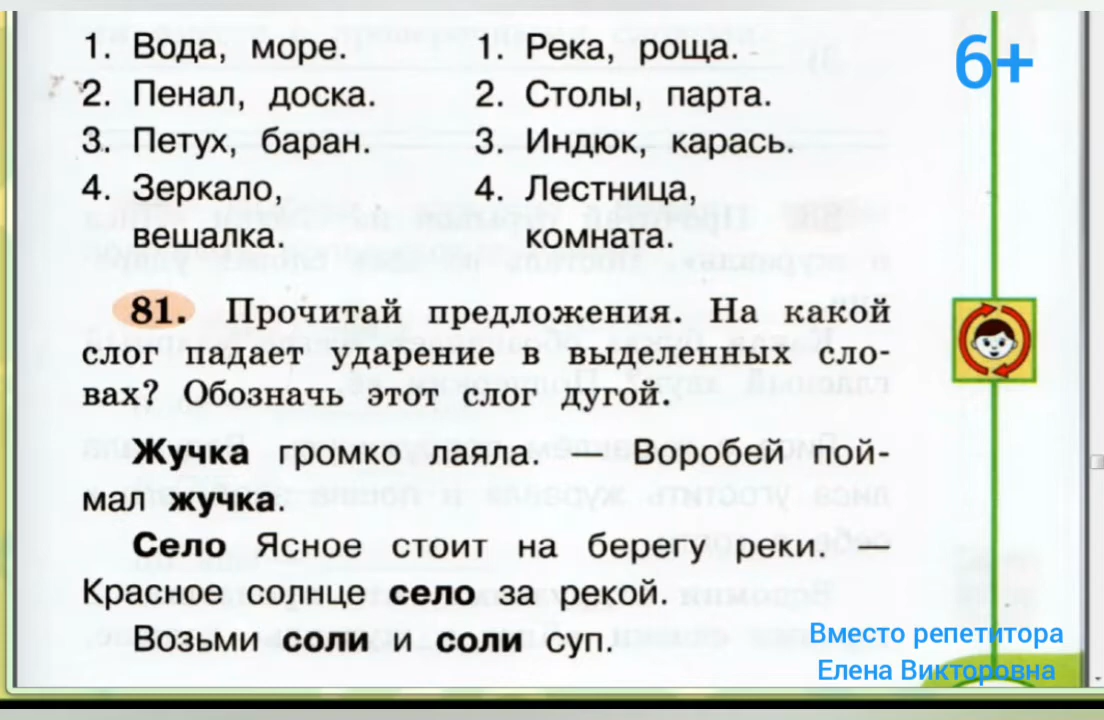 1. Вода, море.
2. Пенал, доска.
3. Петух, баран.
4. Зеркало,
вешалка.
1. Река, роща.
2. Столы, парта.
3. Индюк, карась.
4. Лестница,
комната.
6+
81. Прочитай предложения. На какой
слог падает ударение в выделенных сло-
вах? Обозначь этот слог дугой.
Жучка громко лаяла. — Воробей пой-
мал жучка.
Село Ясное стоит на берегу реки. —
Красное солнце село за рекой.
Возьми соли и соли суп.
Вместо репетитора
Елена Викторовна